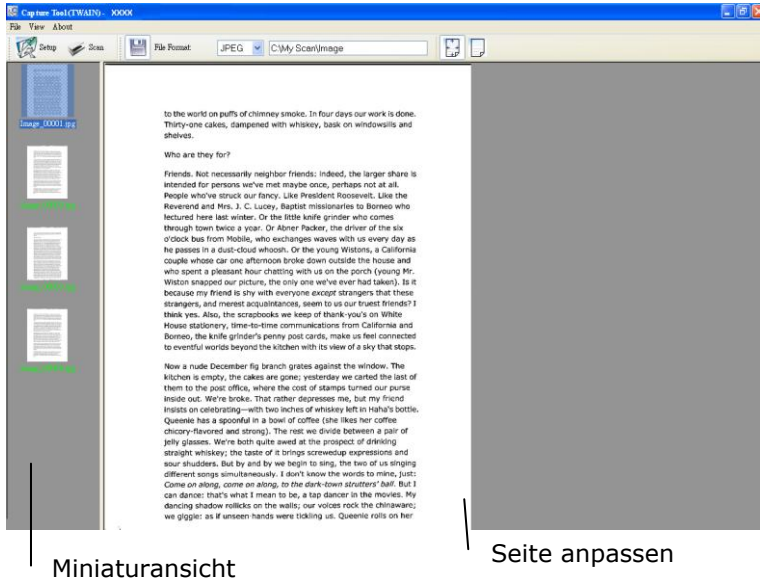 Capture Tool(TWAIN) - XXXX
File View About
Setup Scan File Format JPEG C:\My Scan\Image
Image_00001.jpg
to the world on puffs of chimney smoke. In four days our work is done.
Thirty-one cakes, dampened with whiskey, bask on windowsills and
shelves.
Who are they for?
Friends. Not necessarily neighbor friends: indeed, the larger share is
intended for persons we've met maybe once, perhaps not at all.
People who've struck our fancy. Like President Roosevelt. Like the
Reverend and Mrs. J. C. Lucey, Baptist missionaries to Borneo who
lectured here last winter. Or the little knife grinder who comes
through town twice a year. Or Abner Packer, the driver of the six
o'clock bus from Mobile, who exchanges waves with us every day as
he passes in a dust-cloud whoosh. Or the young Wistons, a California
couple whose car one afternoon broke down outside the house and
who spent a pleasant hour chatting with us on the porch (young Mr.
Wiston snapped our picture, the only one we've ever had taken). Is it
because my friend is shy with everyone except strangers that these
strangers, and merest acquaintances, seem to us our truest friends? I
think yes. Also, the scrapbooks we keep of thank-you's on White
House stationery, time-to-time communications from California and
Borneo, the knife grinder's penny post cards, make us feel connected
to eventful worlds beyond the kitchen with its view of a sky that stops.
Now a nude December fig branch grates against the window. The
kitchen is empty, the cakes are gone; yesterday we carted the last of
them to the post office, where the cost of stamps turned our purse
inside out. We're broke. That rather depresses me, but my friend
insists on celebrating—with two inches of whiskey left in Haha's bottle.
Queenie has a spoonful in a bowl of coffee (she likes her coffee
chicory-flavored and strong). The rest we divide between a pair of
jelly glasses. We're both quite awed at the prospect of drinking
straight whiskey; the taste of it brings screwedup expressions and
sour shudders. But by and by we begin to sing, the two of us singing
different songs simultaneously. I don't know the words to mine, just:
Come on along, come on along, to the dark-town strutters' ball. But I
can dance: that's what I mean to be, a tap dancer in the movies. My
dancing shadow rollicks on the walls; our voices rock the chinaware;
we giggle: as if unseen hands were tickling us. Queenie rolls on her
Miniaturansicht
Seite anpassen